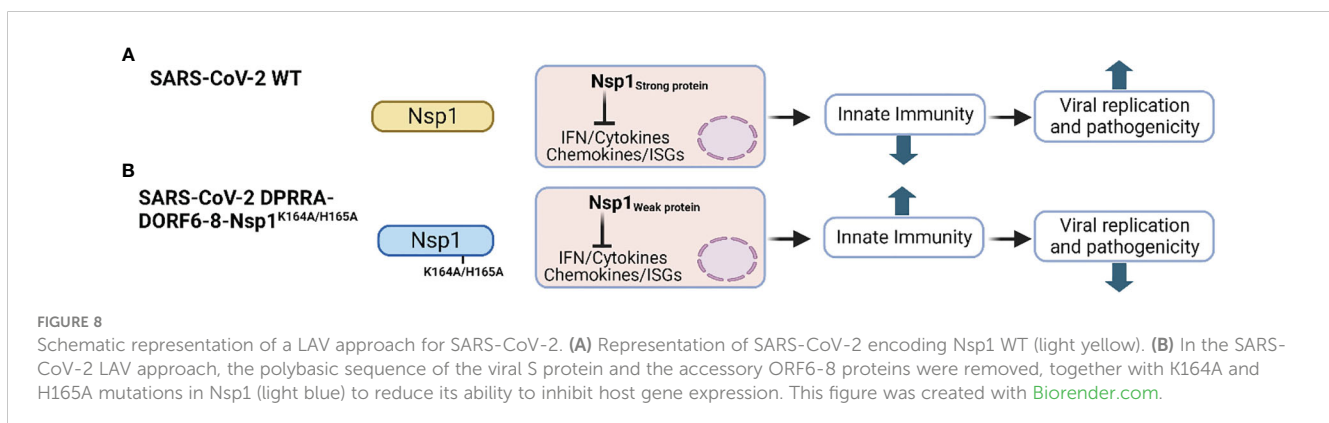 A
SARS-CoV-2 WT
Nsp1
Nsp1Strong protein
IFN/Cytokines
Chemokines/ISGs
Innate Immunity
Viral replication
and pathogenicity
B
SARS-CoV-2 DPRRA-
DORF6-8-Nsp1K164A/H165A
Nsp1
K164A/H165A
Nsp1Weak protein
IFN/Cytokines
Chemokines/ISGs
Innate Immunity
Viral replication
and pathogenicity
FIGURE 8
Schematic representation of a LAV approach for SARS-CoV-2. (A) Representation of SARS-CoV-2 encoding Nsp1 WT (light yellow). (B) In the SARS-
CoV-2 LAV approach, the polybasic sequence of the viral S protein and the accessory ORF6-8 proteins were removed, together with K164A and
H165A mutations in Nsp1 (light blue) to reduce its ability to inhibit host gene expression. This figure was created with Biorender.com.